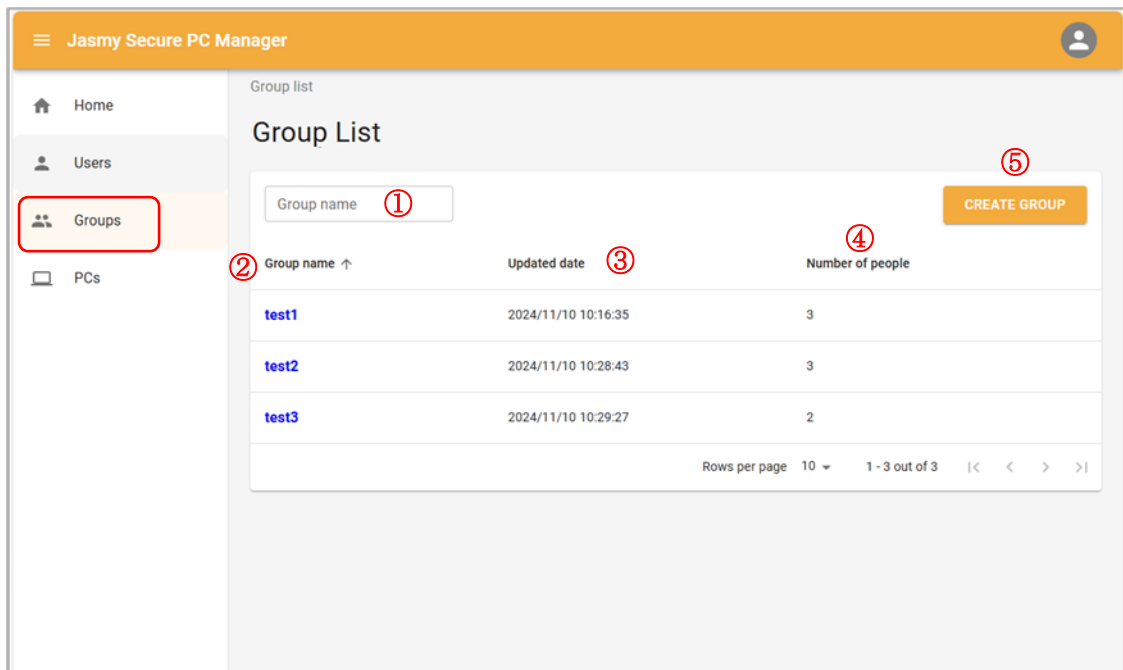 Jasmy Secure PC Manager
Home
Users
Groups
PCs
Group list
Group List
⑤
Group name ①
CREATE GROUP
④
② Group name ↑ Updated date ③ Number of people
test1 2024/11/10 10:16:35 3
test2 2024/11/10 10:28:43 3
test3 2024/11/10 10:29:27 2
Rows per page 10 1 - 3 out of 3